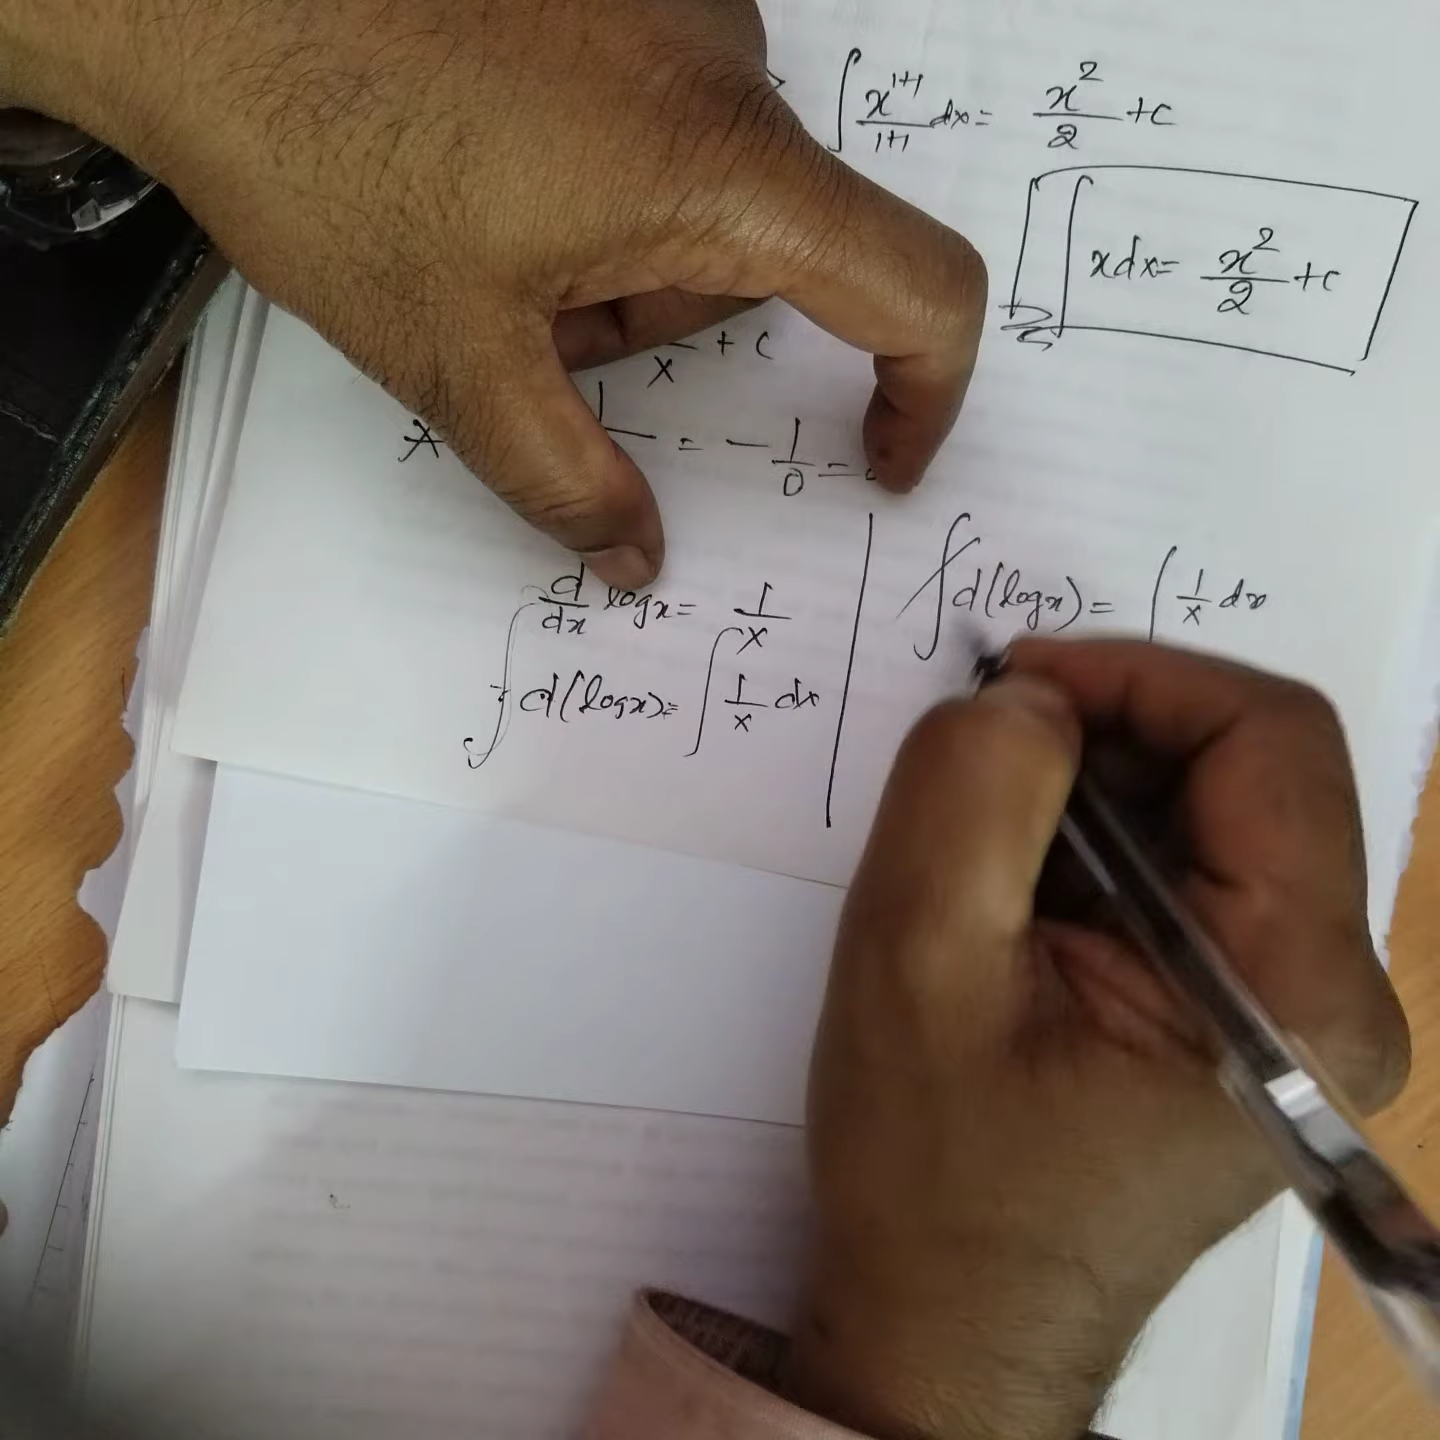 ∫ x^{1+1}/1+1 dx = x²/2 + c
∫ x dx = x²/2 + c
x + c
1 = - 1/0 =
d/dx log x = 1/x
∫ d(log x) = ∫ 1/x dx
∫ d(log x) = ∫ 1/x dx